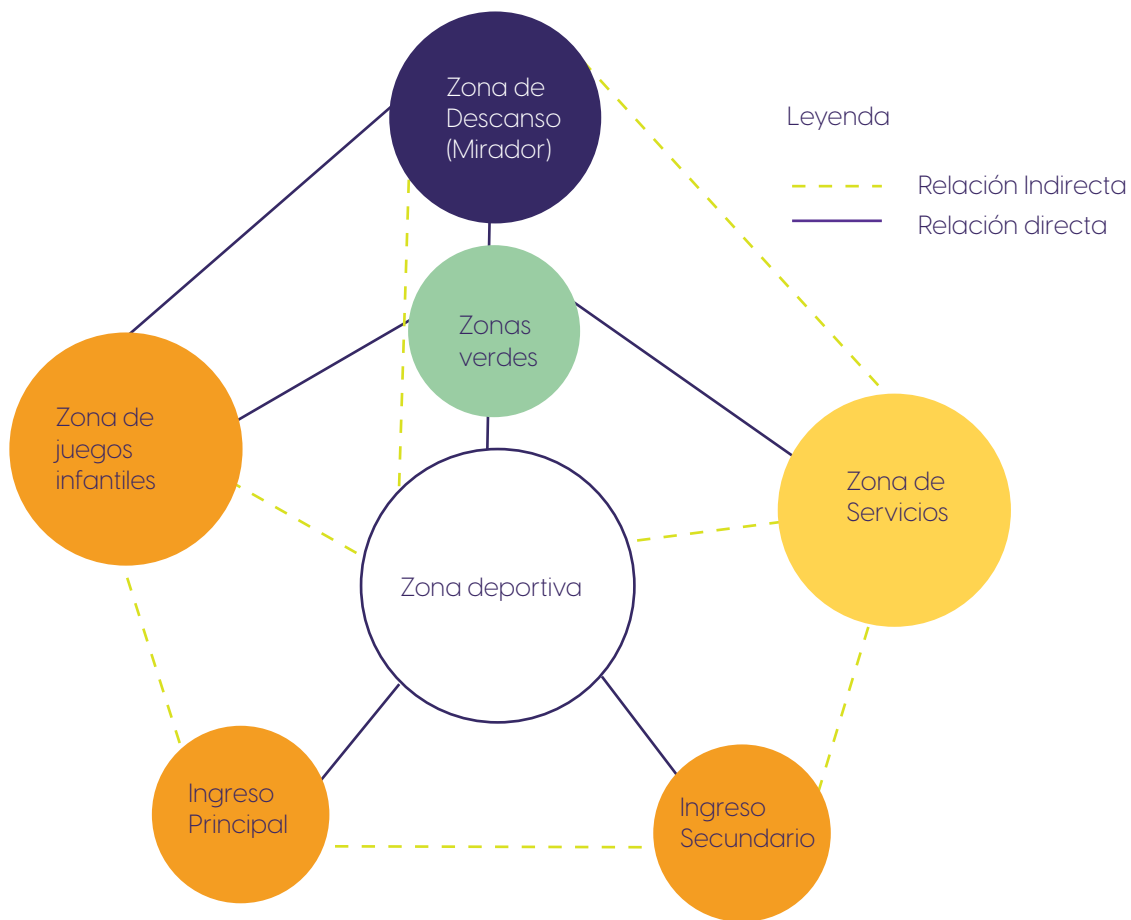 Zona de
Descanso
(Mirador)
Leyenda
Relación Indirecta
Relación directa
Zonas
verdes
Zona de
juegos
infantiles
Zona de
Servicios
Zona deportiva
Ingreso
Principal
Ingreso
Secundario